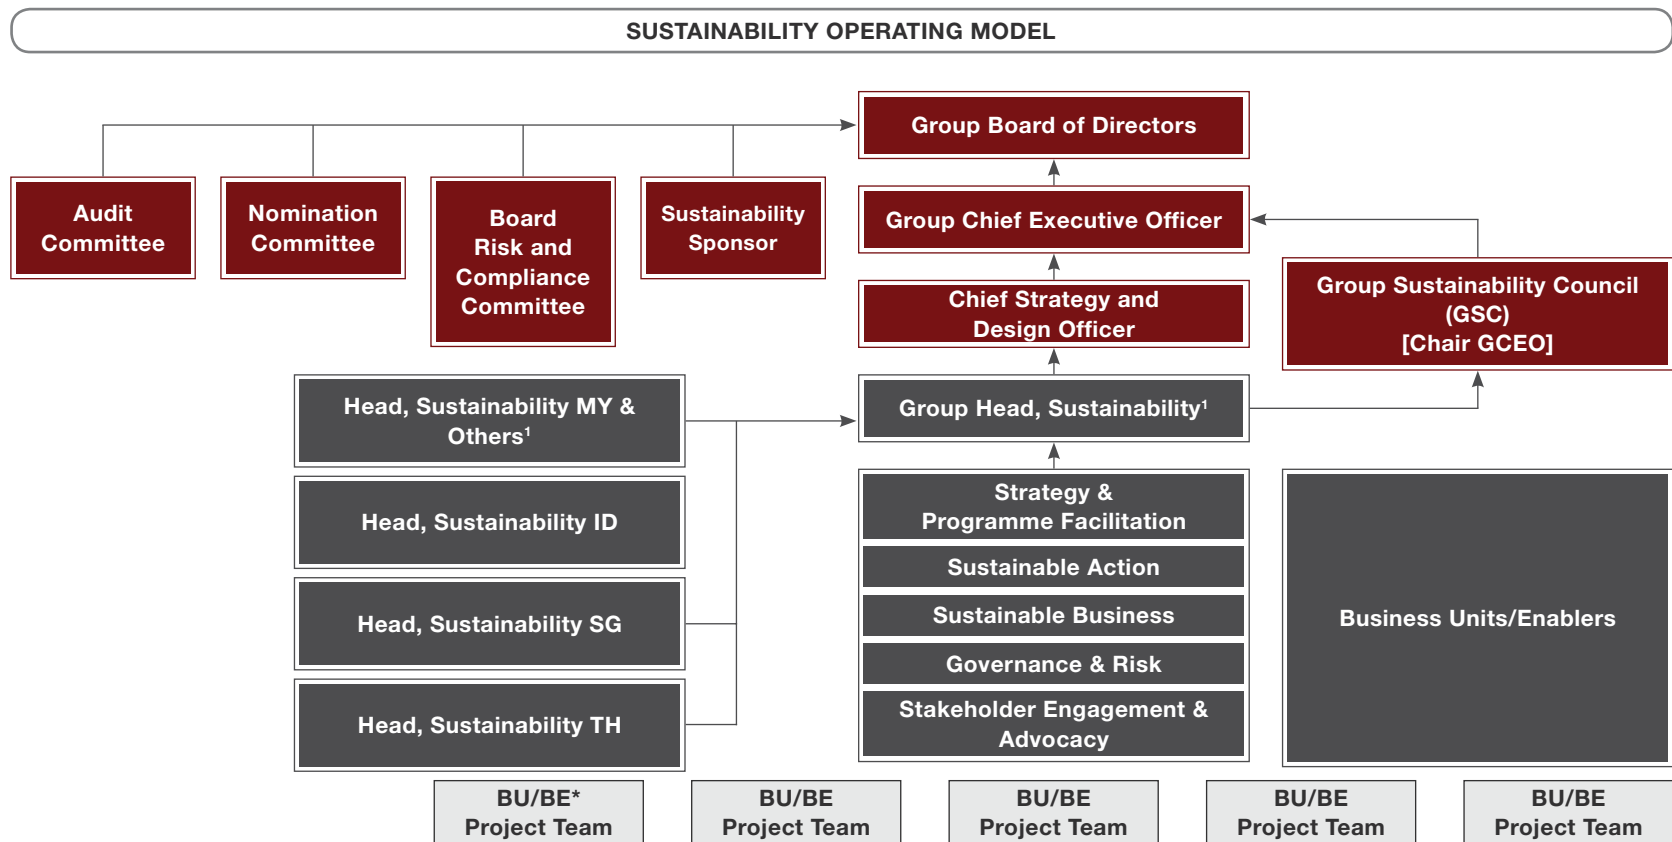 SUSTAINABILITY OPERATING MODEL
Group Board of Directors
Audit
Committee
Nomination
Committee
Board
Risk and
Compliance
Committee
Sustainability
Sponsor
Group Chief Executive Officer
Chief Strategy and
Design Officer
Group Sustainability Council
(GSC)
[Chair GCEO]
Head, Sustainability MY &
Others¹
Group Head, Sustainability¹
Head, Sustainability ID
Head, Sustainability SG
Head, Sustainability TH
Strategy &
Programme Facilitation
Sustainable Action
Sustainable Business
Governance & Risk
Stakeholder Engagement &
Advocacy
Business Units/Enablers
BU/BE*
Project Team
BU/BE
Project Team
BU/BE
Project Team
BU/BE
Project Team
BU/BE
Project Team